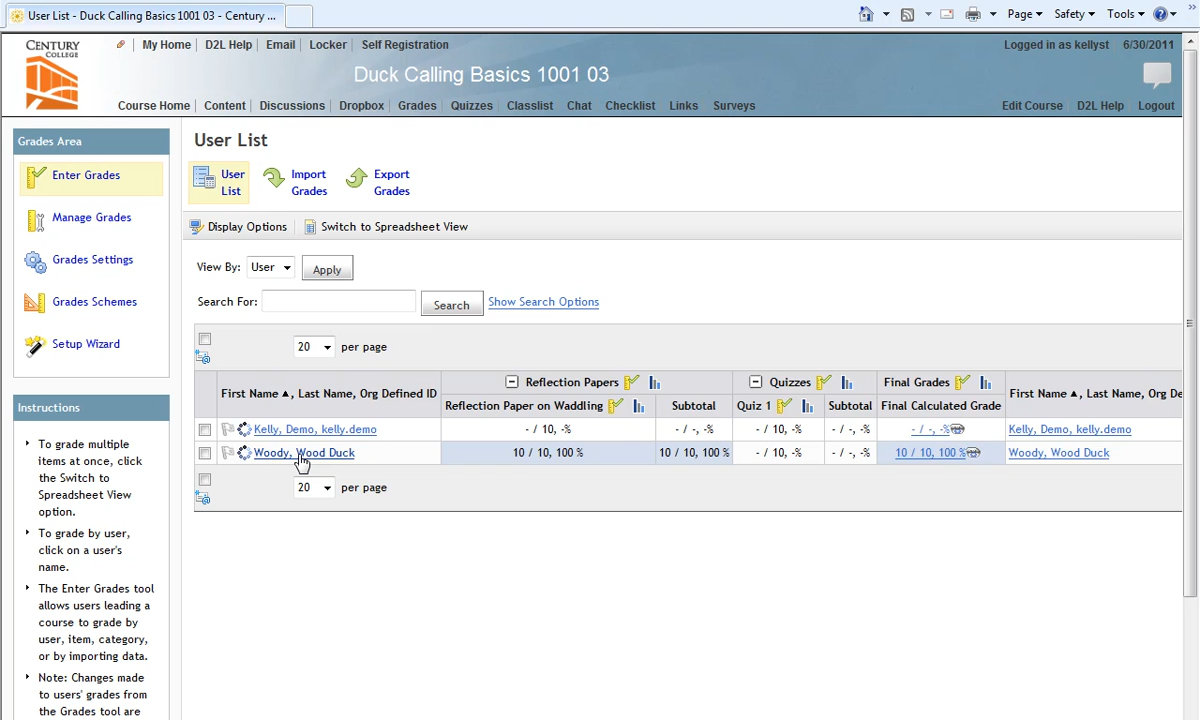 User List - Duck Calling Basics 1001 03 - Century ...
Page Safety Tools
CENTURY COLLEGE
My Home D2L Help Email Locker Self Registration
Logged in as kellyst 6/30/2011
Duck Calling Basics 1001 03
Course Home Content Discussions Dropbox Grades Quizzes Classlist Chat Checklist Links Surveys
Edit Course D2L Help Logout
Grades Area
Enter Grades
Manage Grades
Grades Settings
Grades Schemes
Setup Wizard
Instructions
To grade multiple
items at once, click
the Switch to
Spreadsheet View
option.
To grade by user,
click on a user's
name.
The Enter Grades tool
allows users leading a
course to grade by
user, item, category,
or by importing data.
Note: Changes made
to users' grades from
the Grades tool are
User List
User List
Import Grades
Export Grades
Display Options Switch to Spreadsheet View
View By: User Apply
Search For: Search Show Search Options
20 per page
First Name ▲, Last Name, Org Defined ID Reflection Papers Quizzes Final Grades First Name ▲, Last Name, Org De
Reflection Paper on Waddling Subtotal Quiz 1 Subtotal Final Calculated Grade
Kelly, Demo, kelly.demo - / 10, -% - / -, -% - / 10, -% - / -, -% - / -, -% Kelly, Demo, kelly.demo
Woody, Wood Duck 10 / 10, 100 % 10 / 10, 100 % - / 10, -% - / -, -% 10 / 10, 100 % Woody, Wood Duck
20 per page